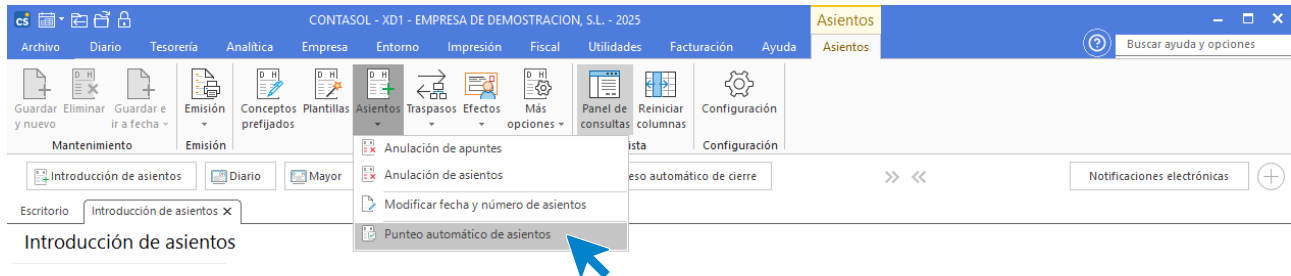 cs CONTASOL - XD1 - EMPRESA DE DEMOSTRACION, S.L. - 2025 Asientos
Archivo Diario Tesorería Analítica Empresa Entorno Impresión Fiscal Utilidades Facturación Ayuda Asientos Buscar ayuda y opciones
D H D H D H D H D H
Guardar Eliminar Guardar e Emisión Conceptos Plantillas Asientos Traspasos Efectos Más Panel de Reiniciar Configuración
y nuevo ir a fecha prefijados opciones consultas columnas
Mantenimiento Emisión ista Configuración
Anulación de apuntes
Introducción de asientos Diario Mayor Anulación de asientos eso automático de cierre Notificaciones electrónicas
Modificar fecha y número de asientos
Escritorio Introducción de asientos X
Punteo automático de asientos
Introducción de asientos